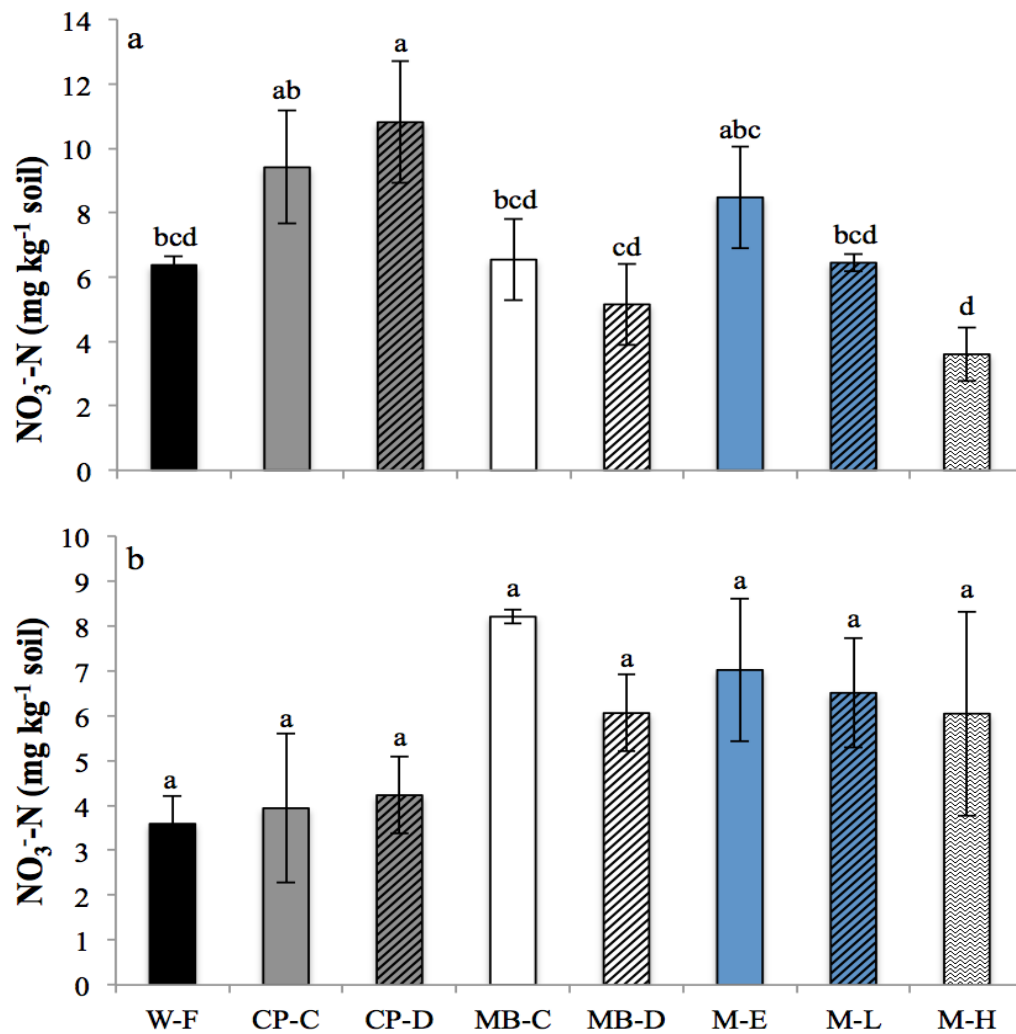 a
NO₃⁻-N (mg kg⁻¹ soil)
14
12
10
8
6
4
2
0
bcd
ab
a
bcd
cd
abc
bcd
d
b
NO₃⁻-N (mg kg⁻¹ soil)
10
9
8
7
6
5
4
3
2
1
0
a
a
a
a
a
a
a
a
W-F CP-C CP-D MB-C MB-D M-E M-L M-H